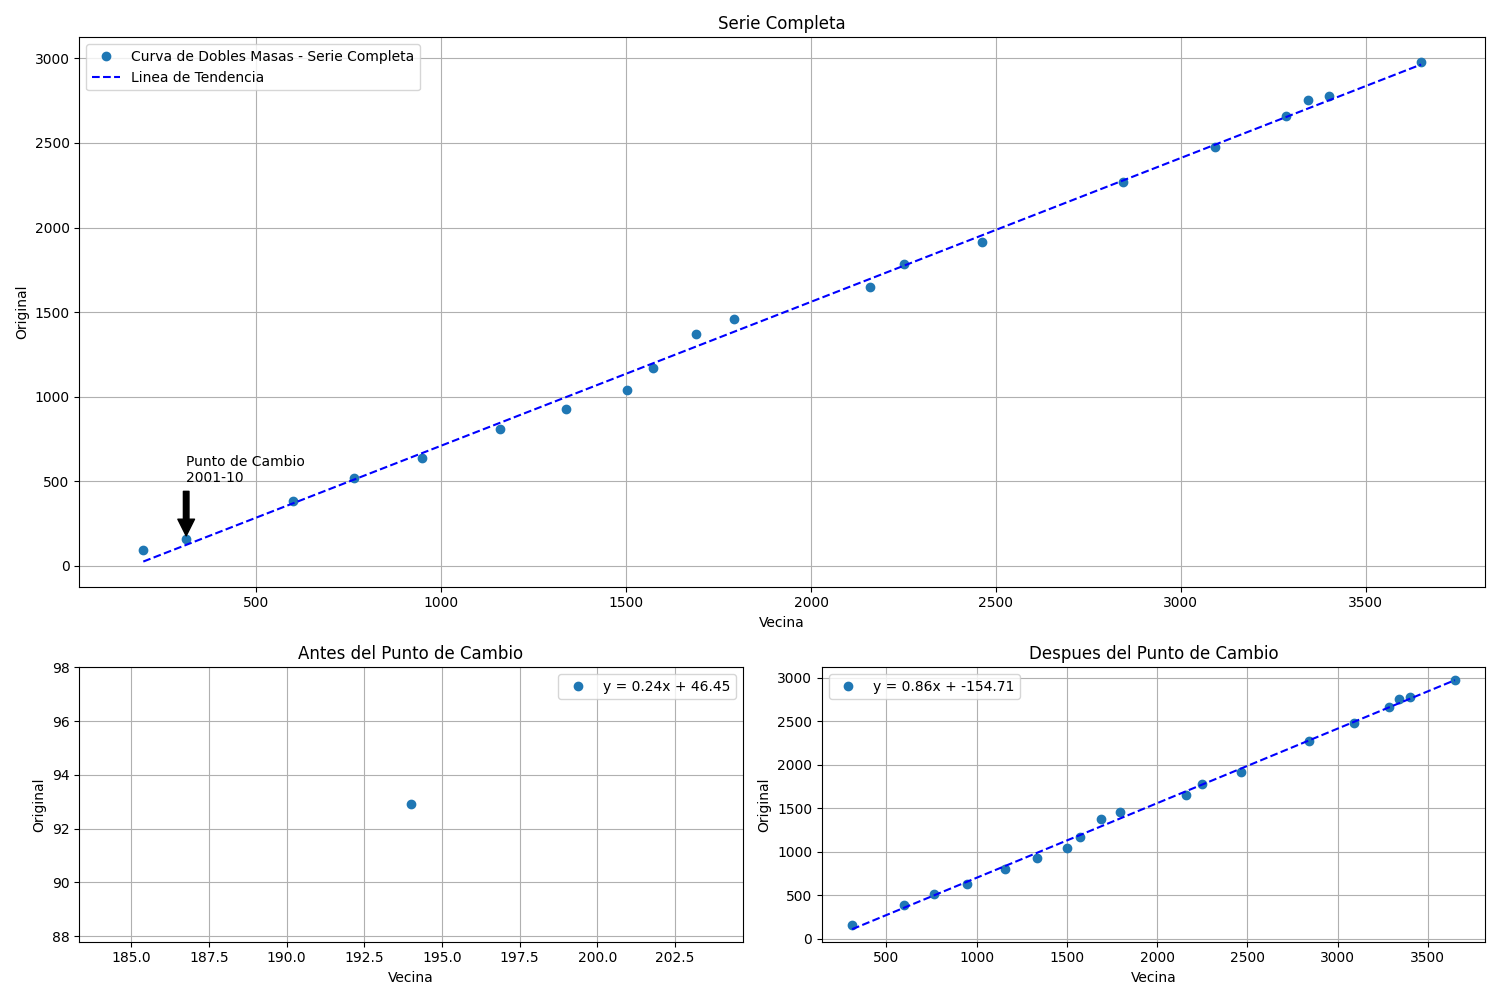 Serie Completa
Curva de Dobles Masas - Serie Completa
Linea de Tendencia
3000
2500
2000
1500
1000
500
0
Original
Punto de Cambio
2001-10
500 1000 1500 2000 2500 3000 3500
Vecina
Antes del Punto de Cambio
y = 0.24x + 46.45
98
96
94
92
90
88
Original
185.0 187.5 190.0 192.5 195.0 197.5 200.0 202.5
Vecina
Despues del Punto de Cambio
y = 0.86x + -154.71
3000
2500
2000
1500
1000
500
0
Original
500 1000 1500 2000 2500 3000 3500
Vecina